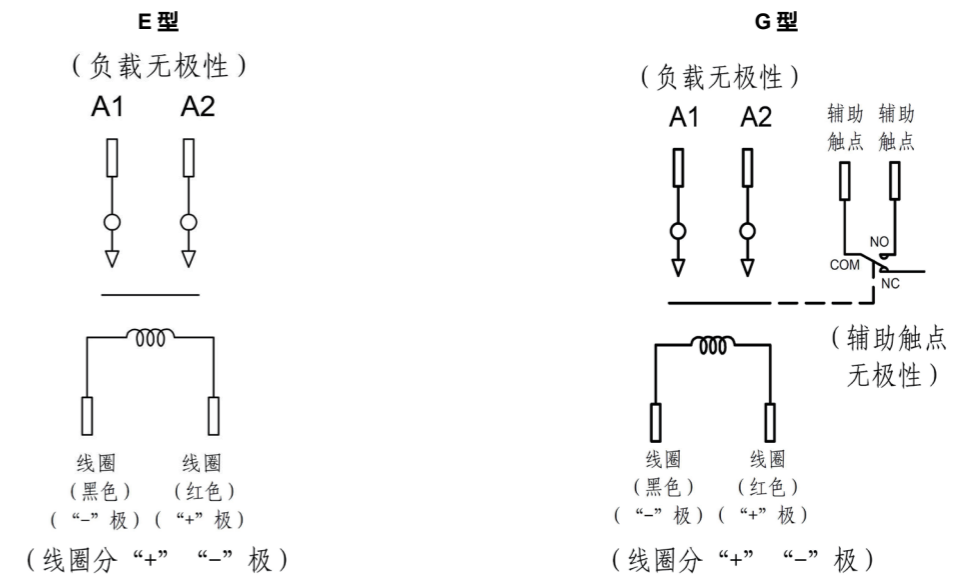 E型
（负载无极性）
A1 A2
线圈 线圈
（黑色） （红色）
（“-”极）（“+”极）
（线圈分“+” “-”极）
G型
（负载无极性）
A1 A2
辅助 辅助
触点 触点
NO
COM
NC
（辅助触点
无极性）
线圈 线圈
（黑色） （红色）
（“-”极）（“+”极）
（线圈分“+” “-”极）